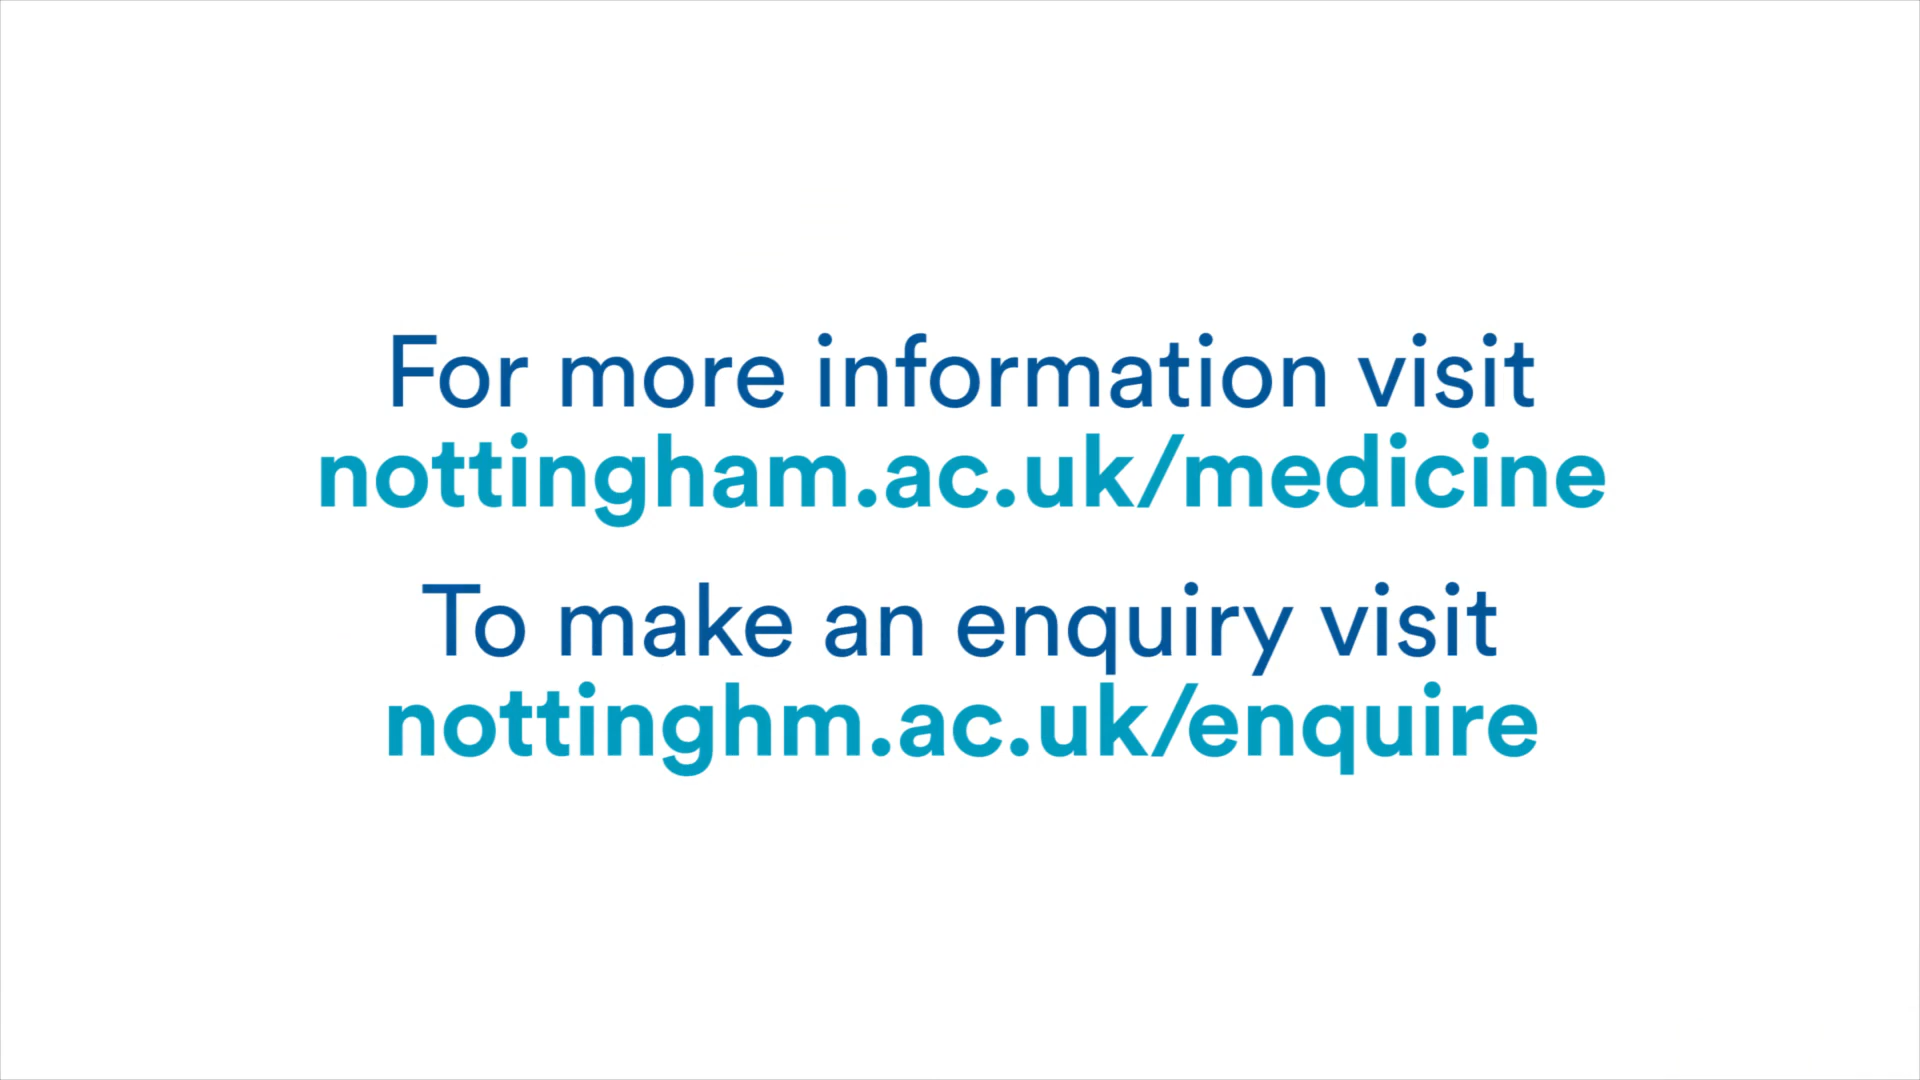 For more information visit
nottingham.ac.uk/medicine
To make an enquiry visit
nottinghm.ac.uk/enquire